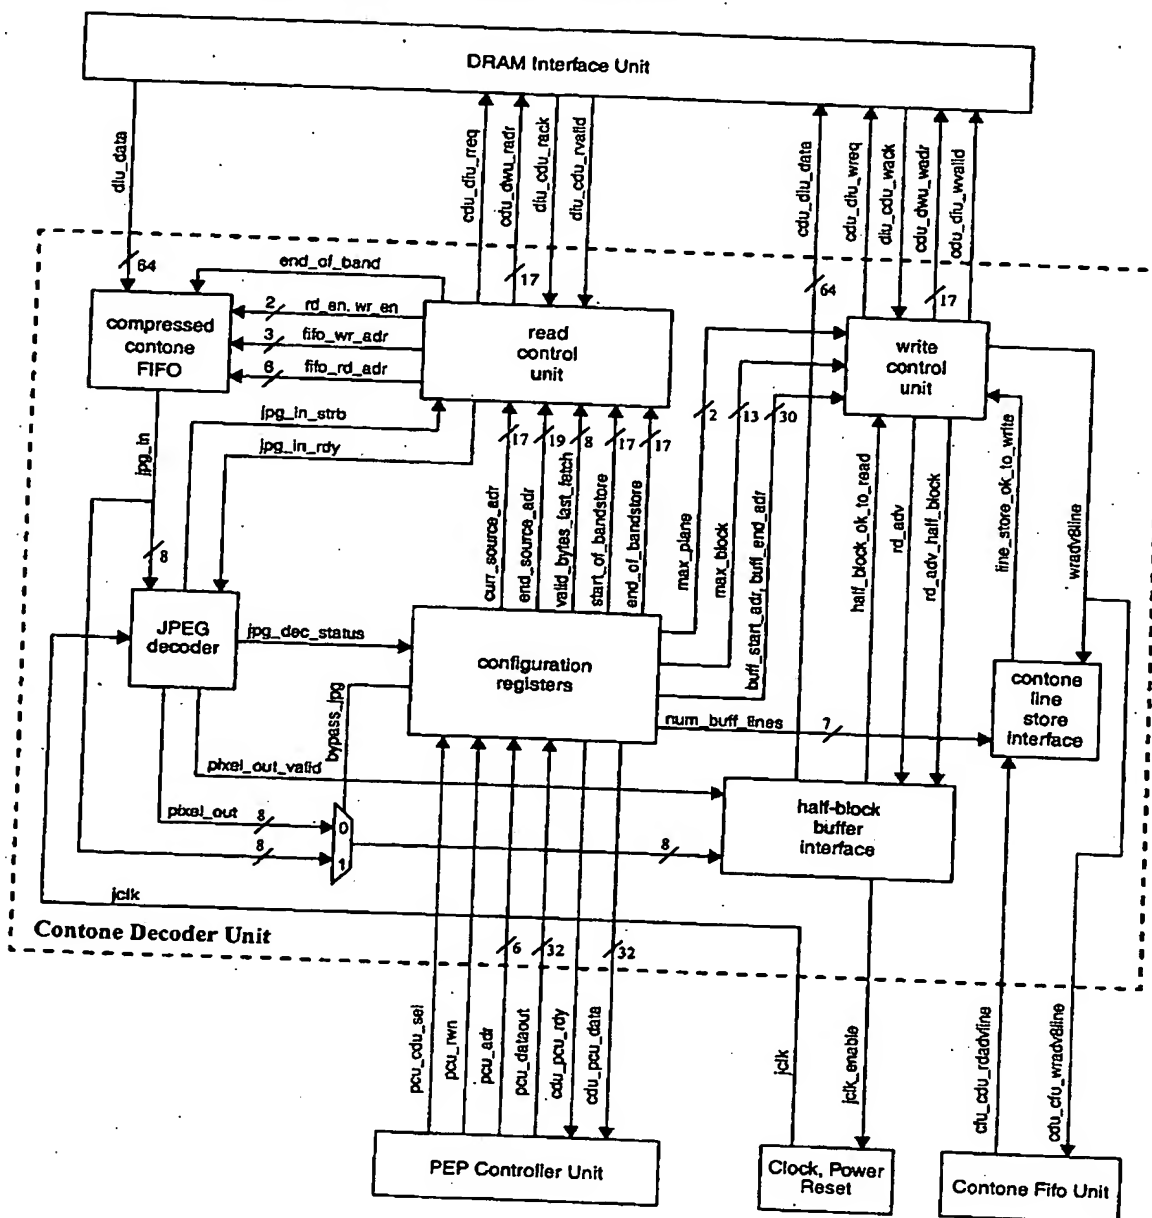 DRAM Interface Unit
diu_data
cdu_diu_rreq
cdu_dwu_radr
diu_cdu_rack
diu_cdu_rvalid
cdu_diu_data
cdu_diu_wreq
diu_cdu_wack
cdu_dwu_wadr
cdu_diu_wvalid
64
17
64
17
end_of_band
compressed
contone
FIFO
2
rd_en, wr_en
3
fifo_wr_adr
6
fifo_rd_adr
read
control
unit
write
control
unit
jpg_in
jpg_in_strb
jpg_in_rdy
8
17
19
8
17
17
2
13
30
curr_source_adr
end_source_adr
valid_bytes_last_fetch
start_of_bandstore
end_of_bandstore
max_plane
max_block
buff_start_adr,buff_end_adr
half_block_ok_to_read
rd_adv
rd_adv_half_block
line_store_ok_to_write
wradv8line
JPEG
decoder
jpg_dec_status
configuration
registers
contone
line
store
interface
bypass_jpg
num_buff_lines
7
pixel_out_valid
pixel_out
8
0
8
1
8
half-block
buffer
interface
jclk
Contone Decoder Unit
6
32
32
pcu_cdu_sel
pcu_rwn
pcu_adr
pcu_dataout
cdu_pcu_rdy
cdu_pcu_data
jclk
jclk_enable
cfu_cdu_rdadvline
cdu_cfu_wradv8line
PEP Controller Unit
Clock, Power
Reset
Contone Fifo Unit